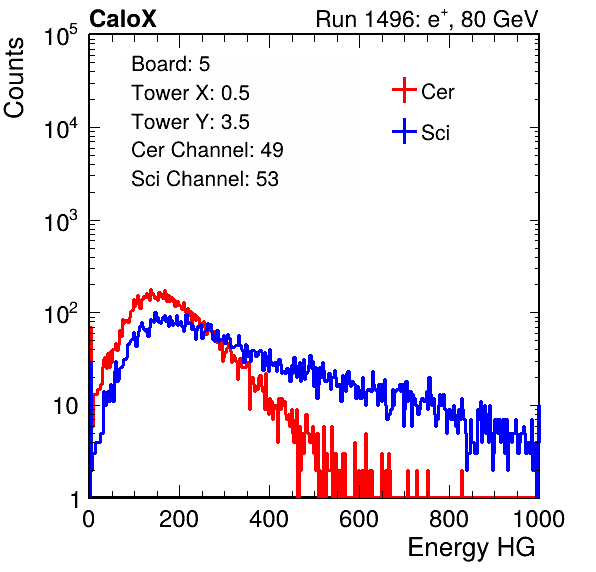 CaloX Run 1496: e⁺, 80 GeV
Counts
10⁵
10⁴
10³
10²
10
1
Board: 5
Tower X: 0.5
Tower Y: 3.5
Cer Channel: 49
Sci Channel: 53
Cer
Sci
0 200 400 600 800 1000
Energy HG